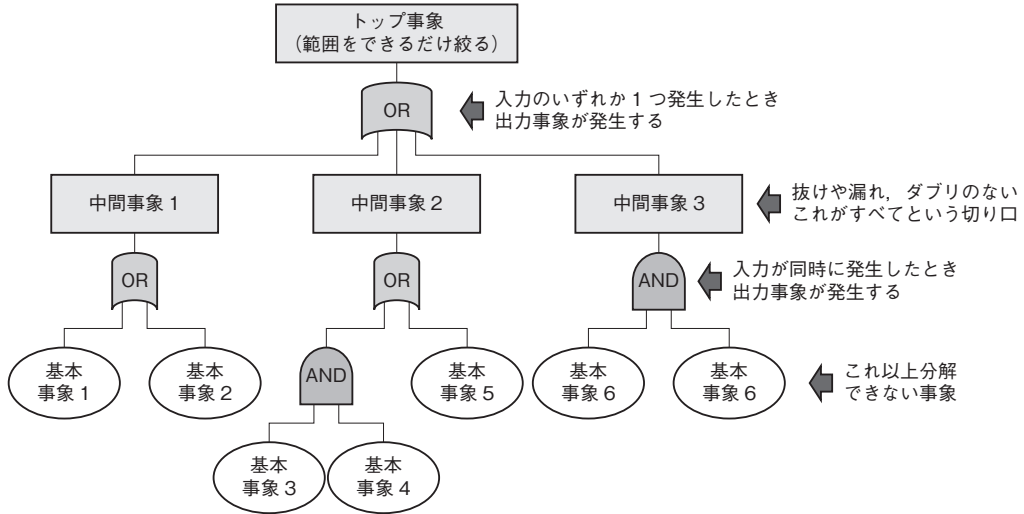 トップ事象
(範囲をできるだけ絞る)
OR
入力のいずれか1つ発生したとき
出力事象が発生する
中間事象1
中間事象2
中間事象3
抜けや漏れ，ダブリのない
これがすべてという切り口
OR
OR
AND
入力が同時に発生したとき
出力事象が発生する
基本
事象1
基本
事象2
AND
基本
事象5
基本
事象6
基本
事象6
これ以上分解
できない事象
基本
事象3
基本
事象4